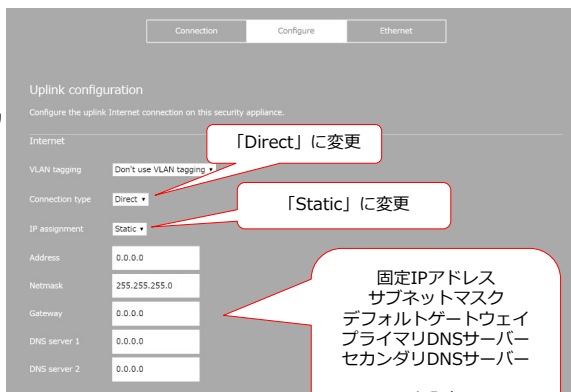 Connection Configure Ethernet
Uplink configuration
Configure the uplink Internet connection on this security appliance.
Internet
「Direct」に変更
VLAN tagging Don't use VLAN tagging
Connection type Direct
「Static」に変更
IP assignment Static
Address 0.0.0.0
Netmask 255.255.255.0
Gateway 0.0.0.0
DNS server 1 0.0.0.0
DNS server 2 0.0.0.0
固定IPアドレス
サブネットマスク
デフォルトゲートウェイ
プライマリDNSサーバー
セカンダリDNSサーバー